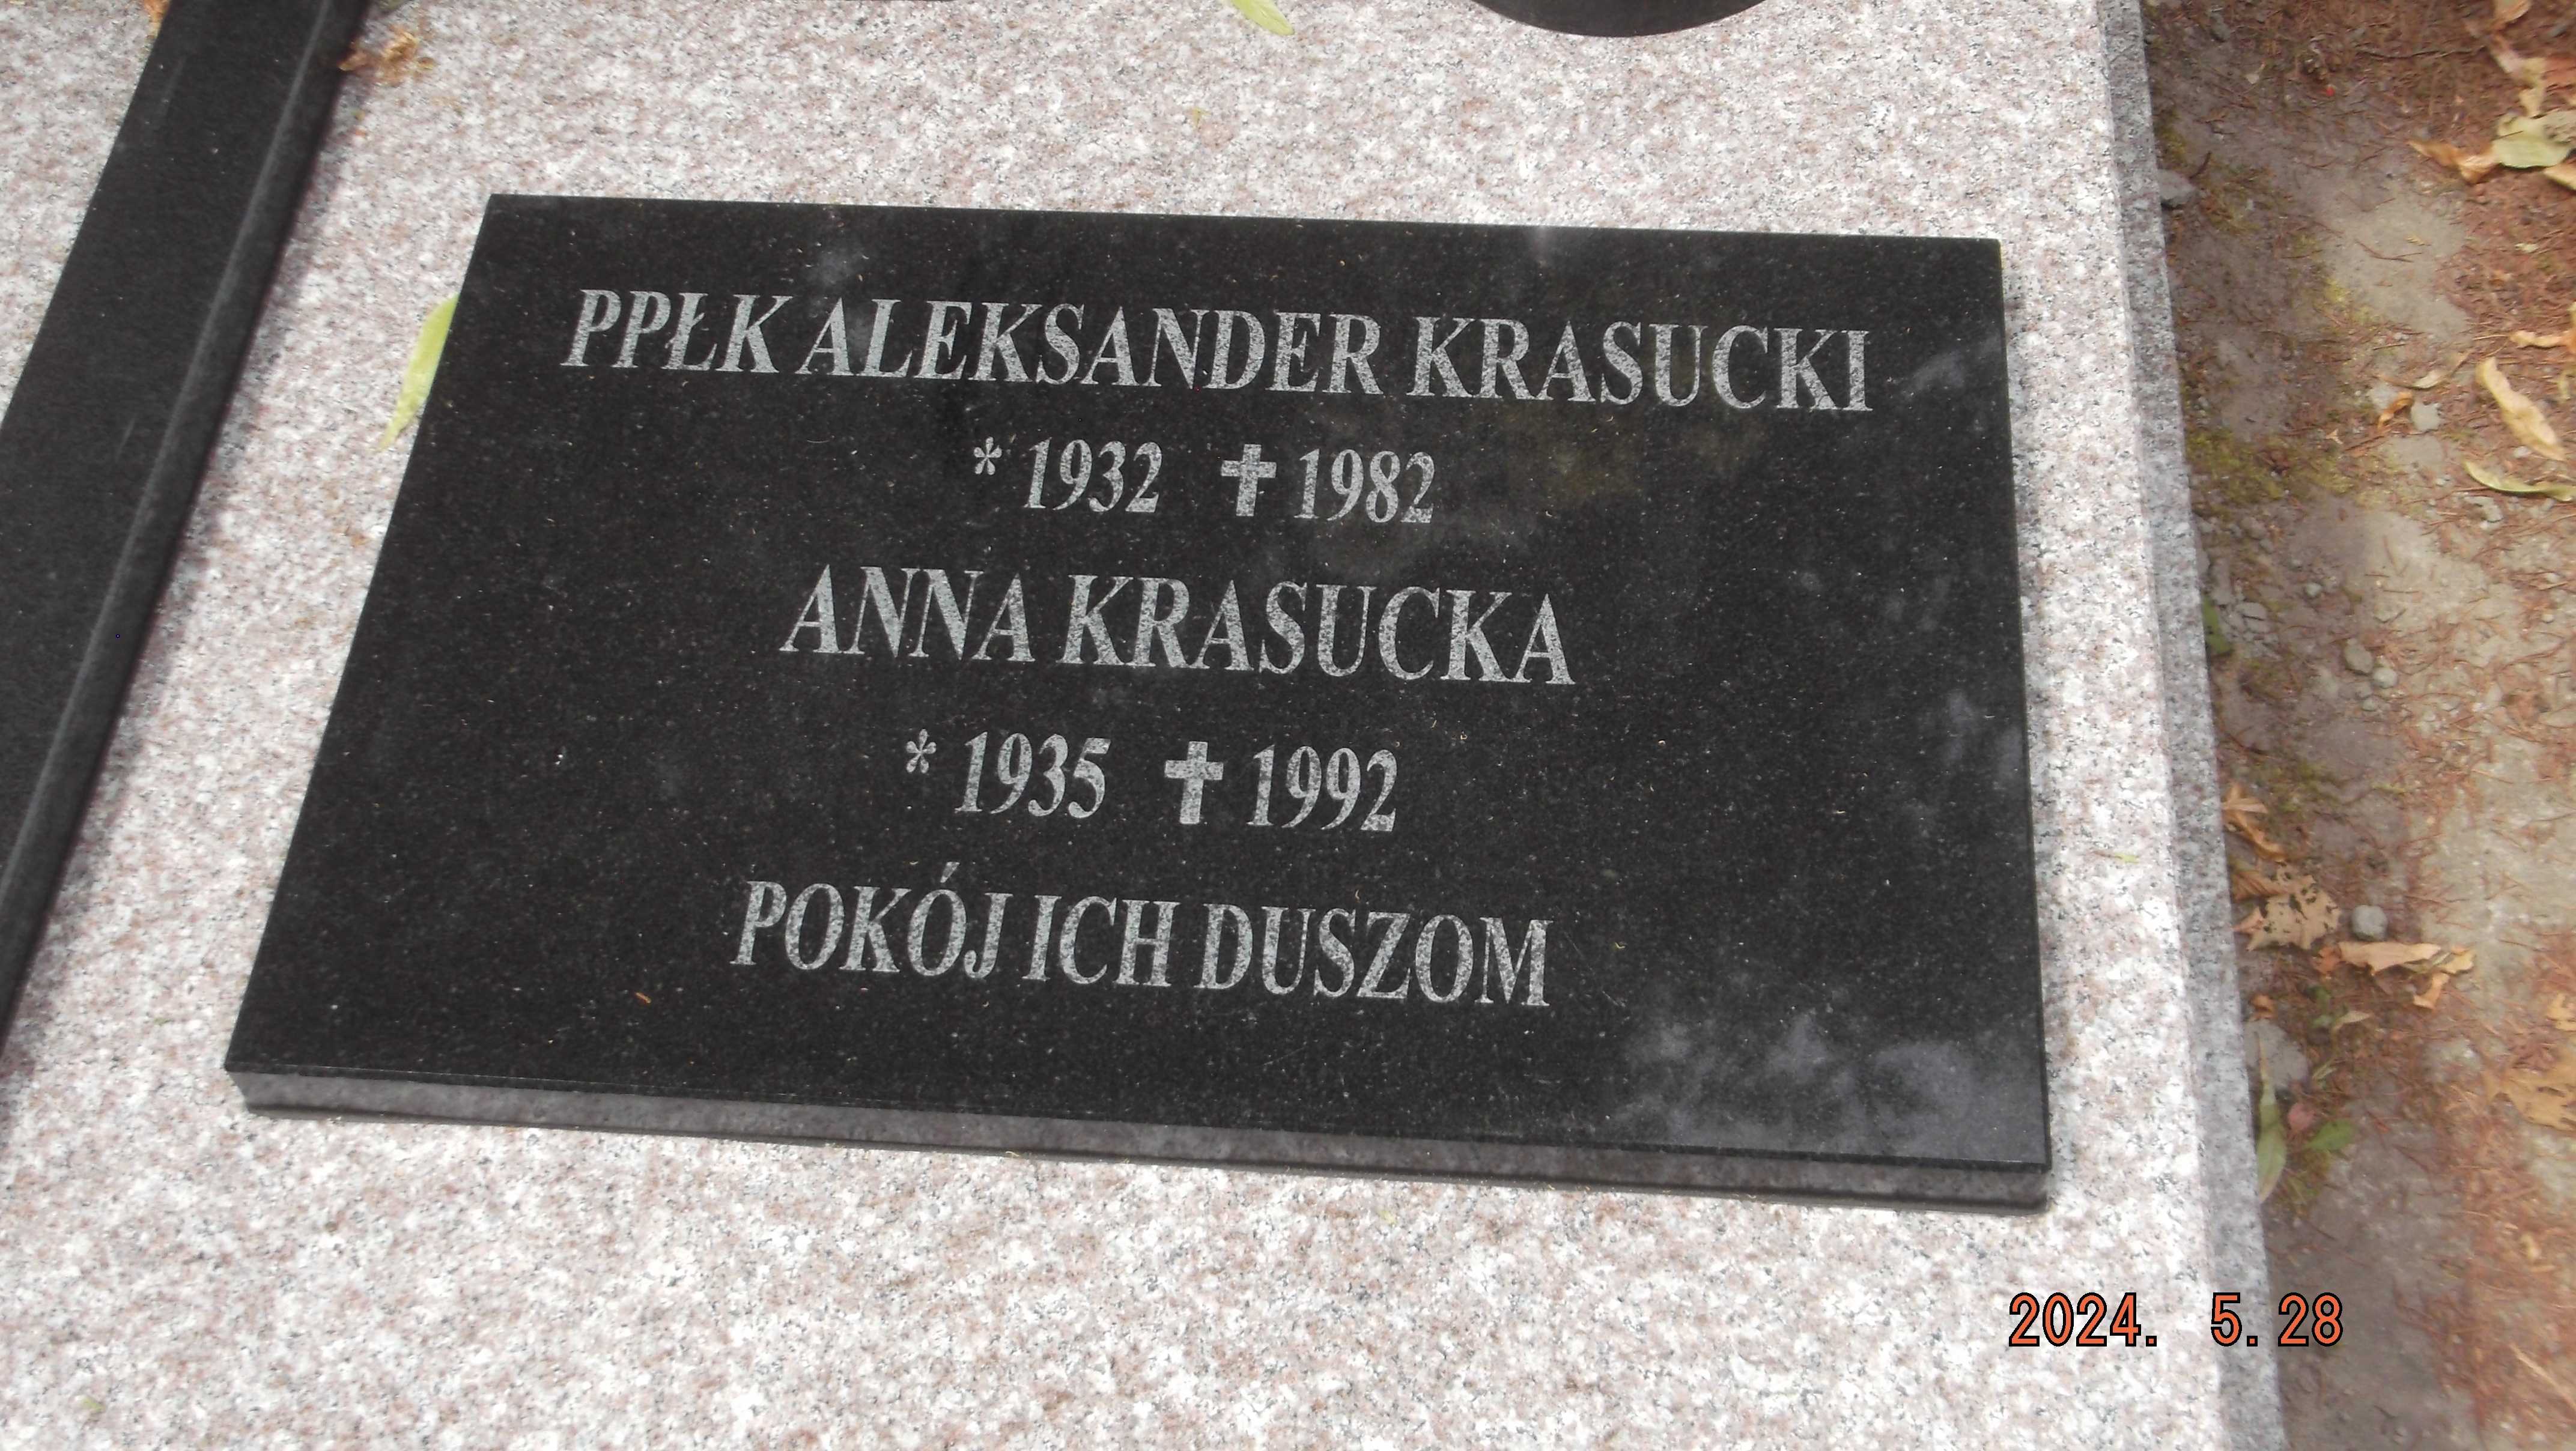 PPŁK ALEKSANDER KRASUCKI
* 1932 ✝ 1982
ANNA KRASUCKA
* 1935 ✝ 1992
POKÓJ ICH DUSZOM
2024. 5.28